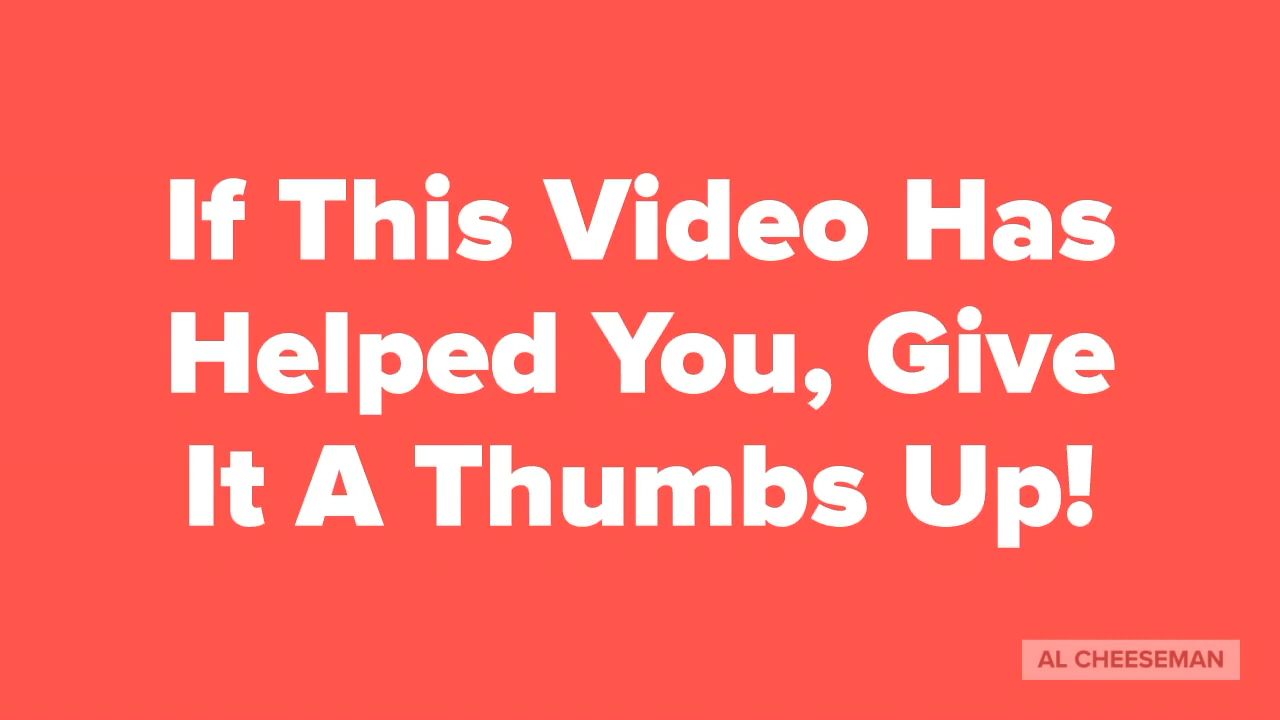 If This Video Has
Helped You, Give
It A Thumbs Up!
AL CHEESEMAN